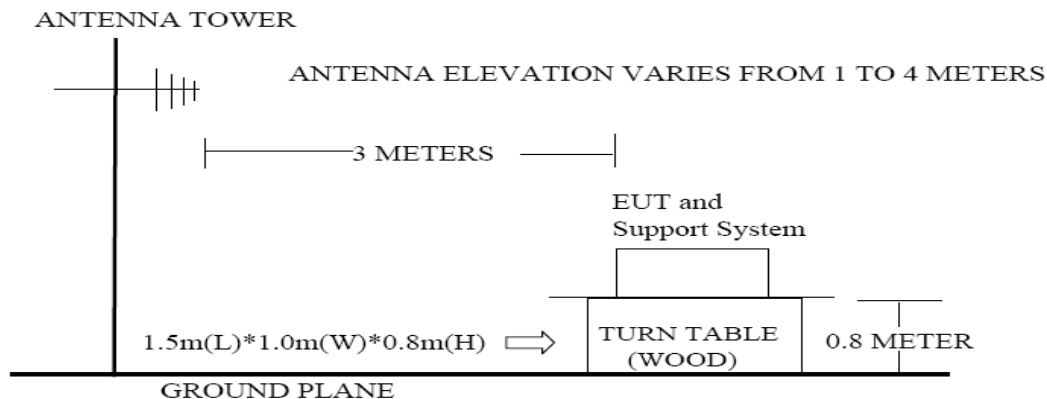 ANTENNA TOWER
ANTENNA ELEVATION VARIES FROM 1 TO 4 METERS
3 METERS
EUT and
Support System
1.5m(L)*1.0m(W)*0.8m(H)
TURN TABLE
(WOOD)
0.8 METER
GROUND PLANE